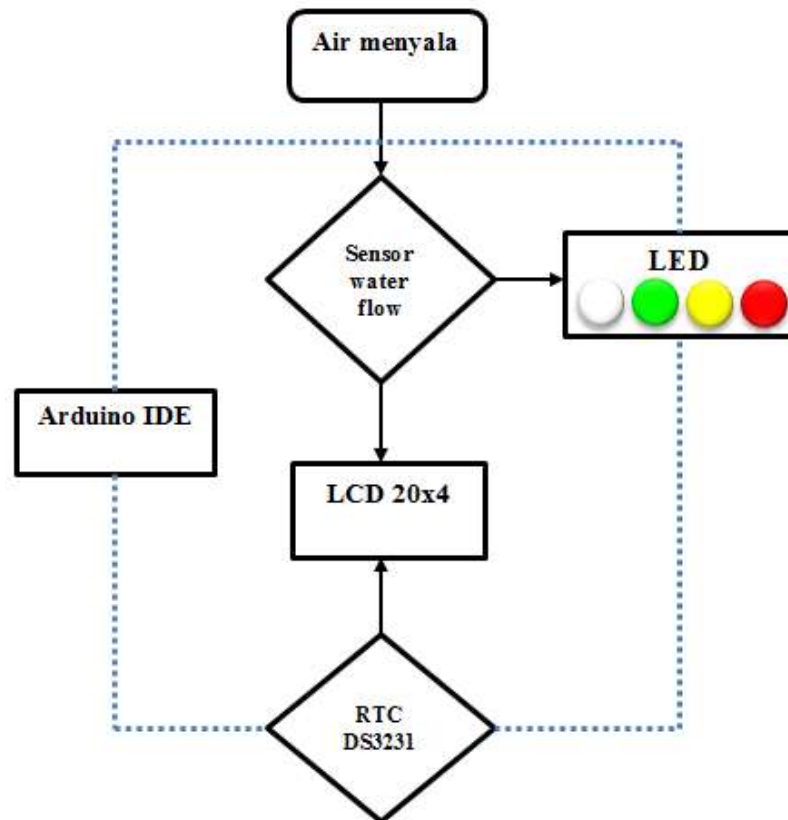 Air menyala
Sensor
water
flow
LED
Arduino IDE
LCD 20x4
RTC
DS3231